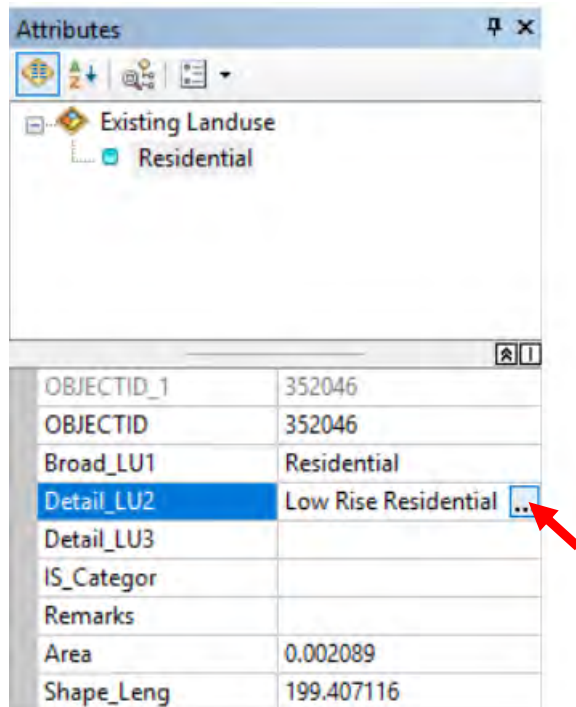 Attributes
Existing Landuse
Residential
OBJECTID_1 352046
OBJECTID 352046
Broad_LU1 Residential
Detail_LU2 Low Rise Residential ...
Detail_LU3
IS_Categor
Remarks
Area 0.002089
Shape_Leng 199.407116